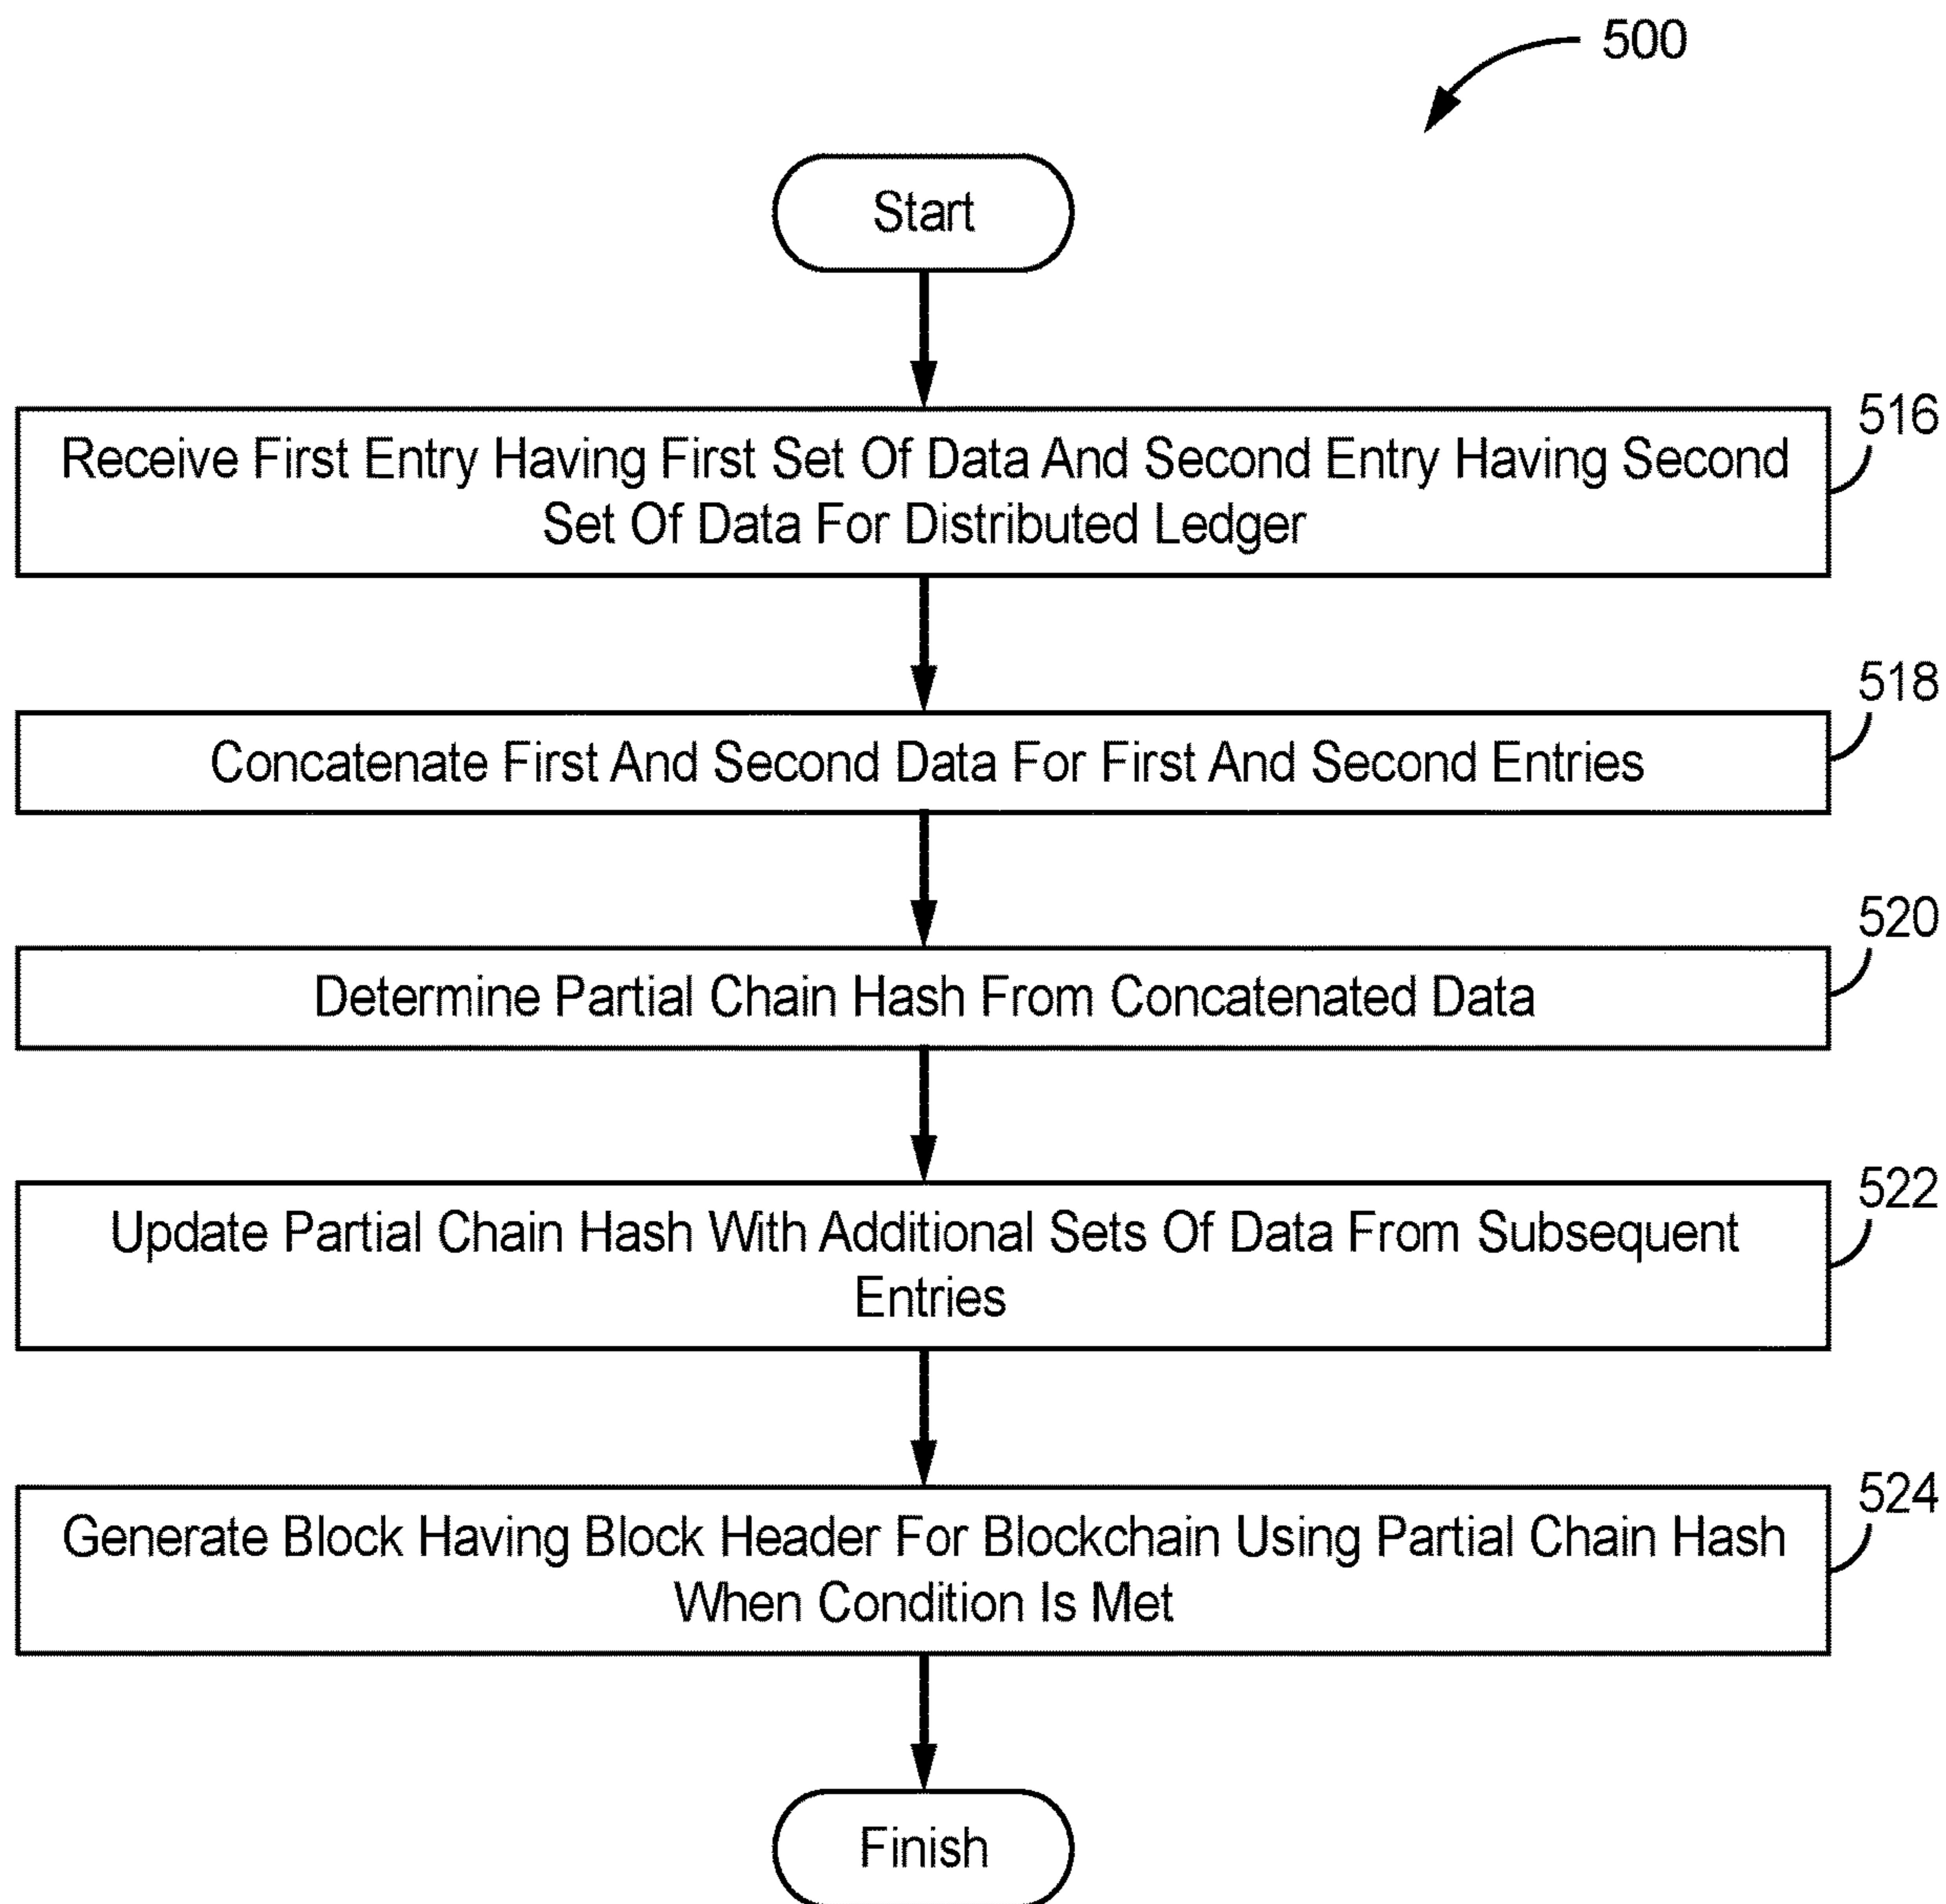 500
Start
516
Receive First Entry Having First Set Of Data And Second Entry Having Second
Set Of Data For Distributed Ledger
518
Concatenate First And Second Data For First And Second Entries
520
Determine Partial Chain Hash From Concatenated Data
522
Update Partial Chain Hash With Additional Sets Of Data From Subsequent
Entries
524
Generate Block Having Block Header For Blockchain Using Partial Chain Hash
When Condition Is Met
Finish